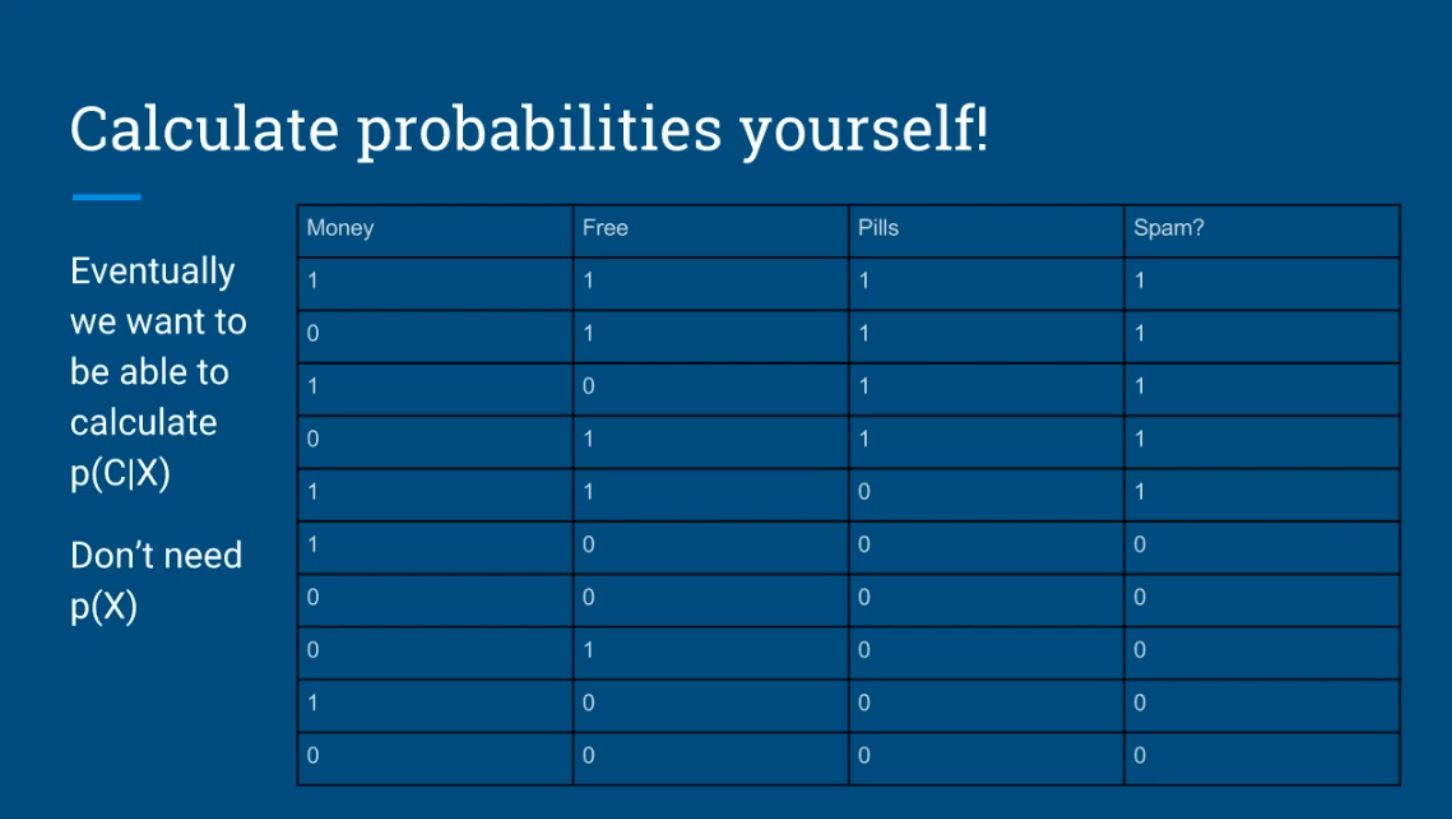 Calculate probabilities yourself!
Eventually
we want to
be able to
calculate
p(C|X)
Don’t need
p(X)
Money Free Pills Spam?
1 1 1 1
0 1 1 1
1 0 1 1
0 1 1 1
1 1 0 1
1 0 0 0
0 0 0 0
0 1 0 0
1 0 0 0
0 0 0 0